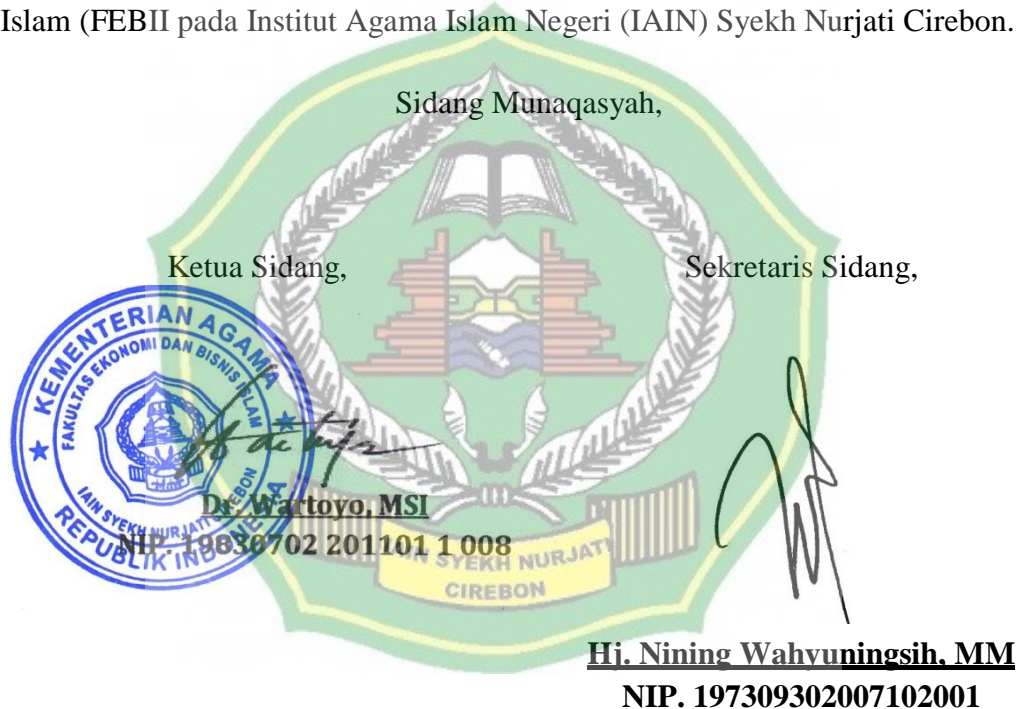 Islam (FEBII pada Institut Agama Islam Negeri (IAIN) Syekh Nurjati Cirebon.
Sidang Munaqasyah,
Ketua Sidang,
Sekretaris Sidang,
KEMENTERIAN AGAMA
FAKULTAS EKONOMI DAN BISNIS ISLAM
IAIN SYEKH NURJATI CIREBON
REPUBLIK INDONESIA
Dr. Wartoyo, MSI
NIP. 19830702 201101 1 008
IAIN SYEKH NURJATI
CIREBON
Hj. Nining Wahyuningsih, MM
NIP. 197309302007102001